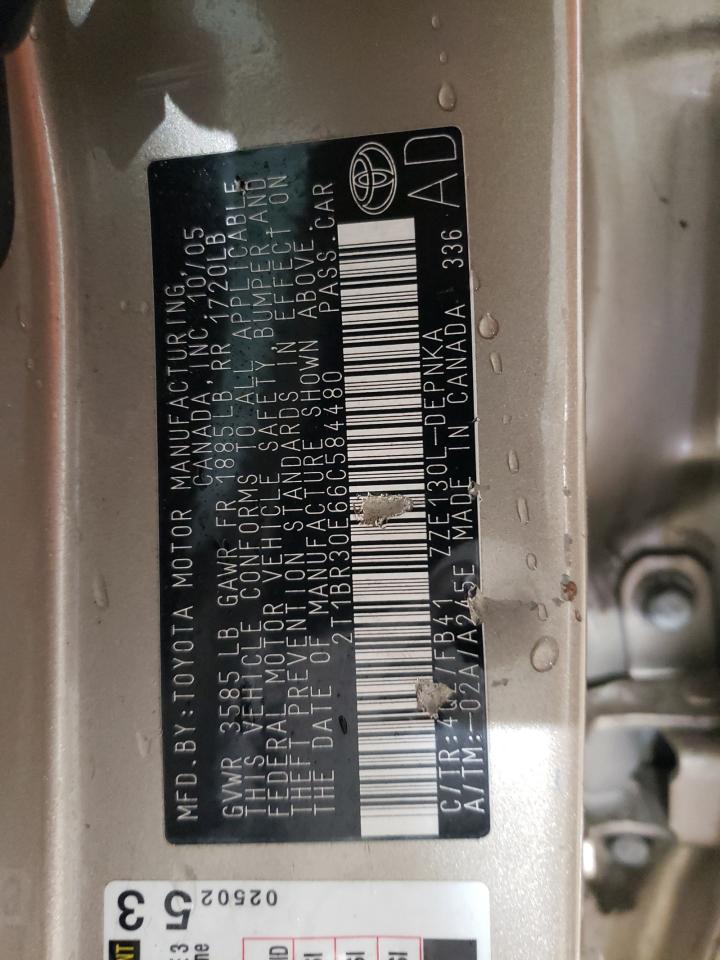 MFD. BY: TOYOTA MOTOR MANUFACTURING,
CANADA, INC. 10/05
GVWR 3585 LB GAWR FR 1885 LB RR 1720LB
THIS VEHICLE CONFORMS TO ALL APPLICABLE
FEDERAL MOTOR VEHICLE SAFETY, BUMPER AND
THEFT PREVENTION STANDARDS IN EFFECT ON
THE DATE OF MANUFACTURE SHOWN ABOVE.
2T1BR30E66C584480 PASS. CAR
C/TR: 4Q2/FB41 ZZE130L-DEPNKA
A/TM: -02A/A245E MADE IN CANADA 336
AD
3
5
02502